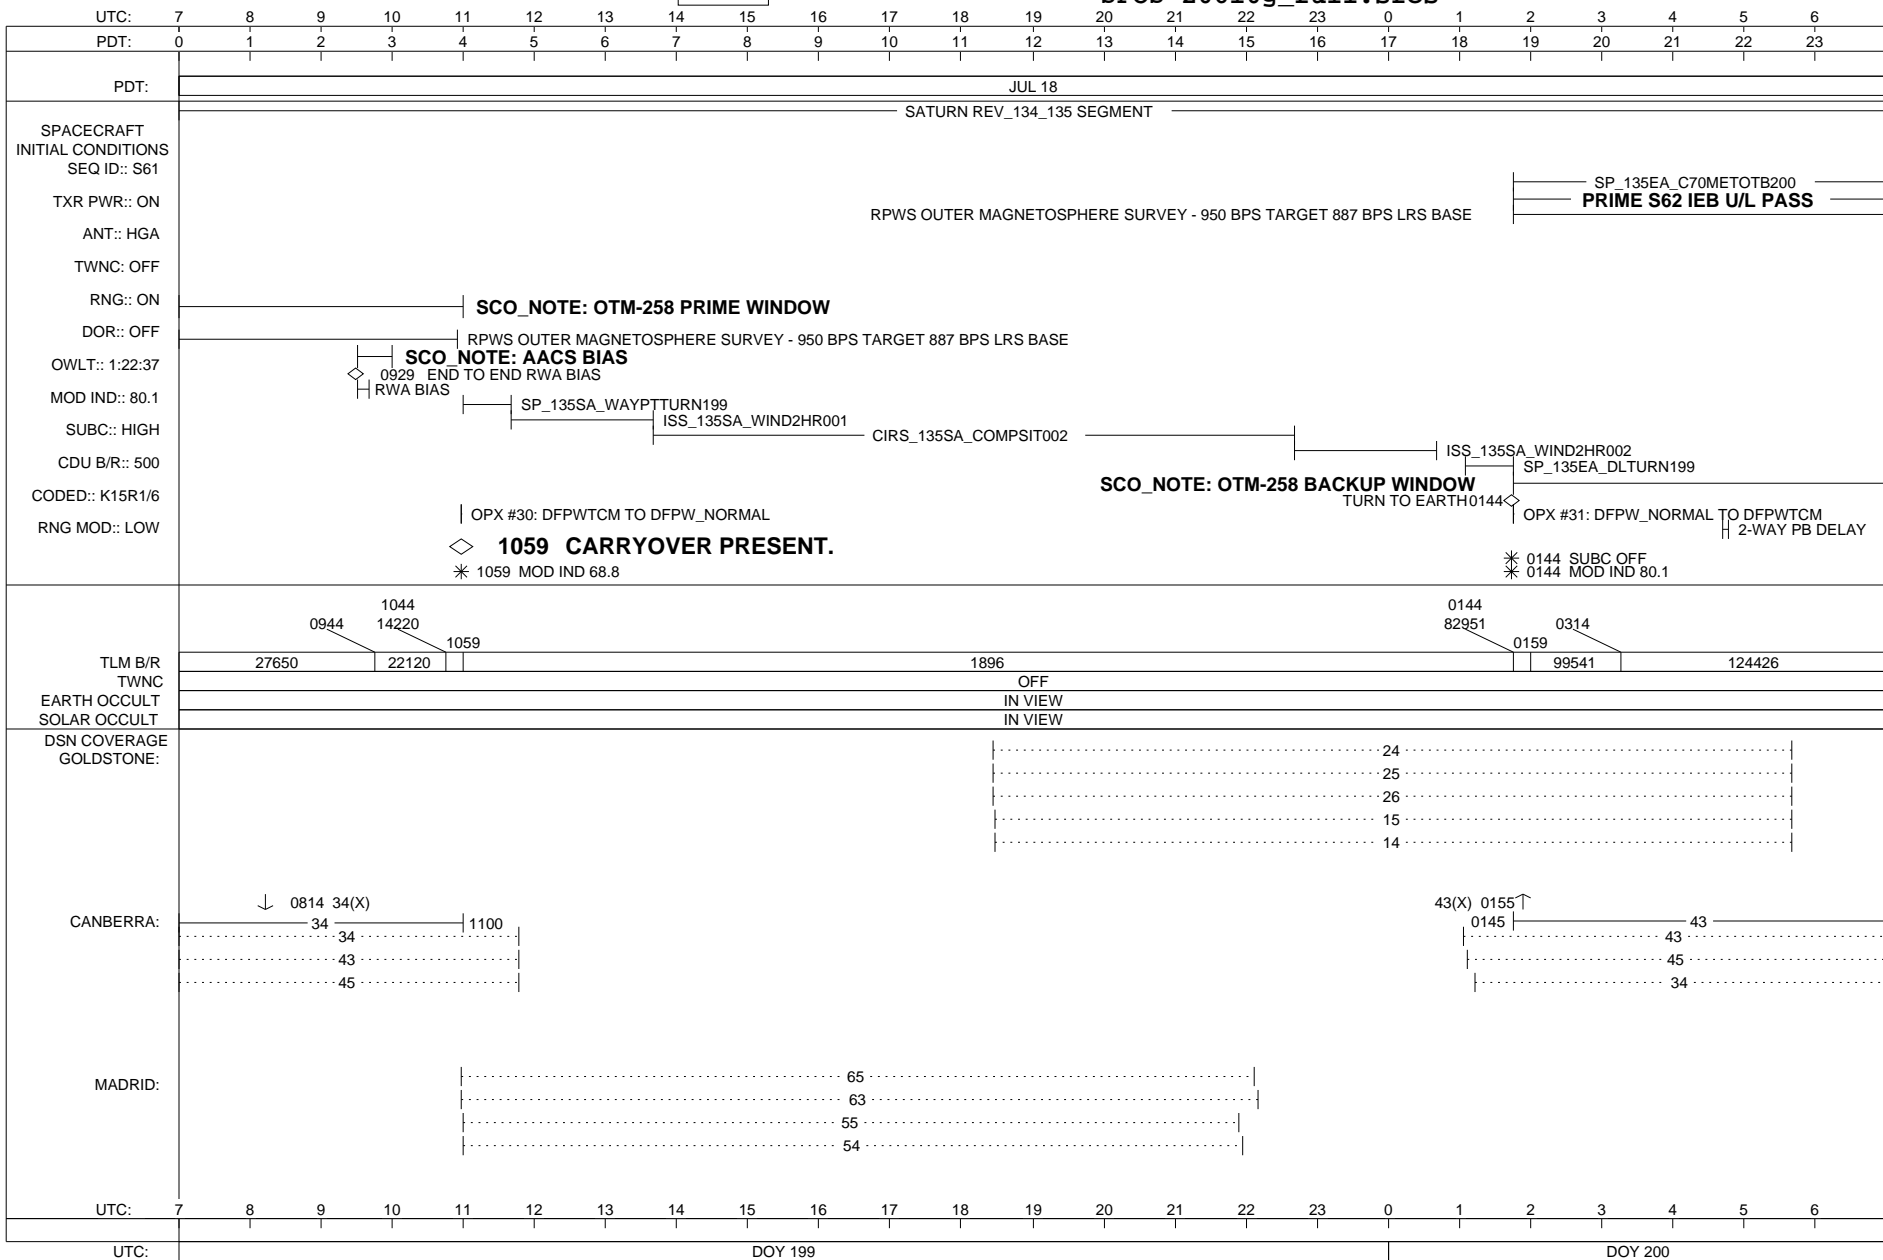 UTC: 7 8 9 10 11 12 13 14 15 16 17 18 19 20 21 22 23 0 1 2 3 4 5 6
PDT: 0 1 2 3 4 5 6 7 8 9 10 11 12 13 14 15 16 17 18 19 20 21 22 23
PDT: JUL 18
SATURN REV_134_135 SEGMENT
SPACECRAFT
INITIAL CONDITIONS
SEQ ID:: S61
SP_135EA_C70METOTB200
TXR PWR:: ON
PRIME S62 IEB U/L PASS
RPWS OUTER MAGNETOSPHERE SURVEY - 950 BPS TARGET 887 BPS LRS BASE
ANT:: HGA
TWNC: OFF
RNG:: ON
SCO_NOTE: OTM-258 PRIME WINDOW
DOR:: OFF
RPWS OUTER MAGNETOSPHERE SURVEY - 950 BPS TARGET 887 BPS LRS BASE
SCO_NOTE: AACS BIAS
OWLT:: 1:22:37
0929 END TO END RWA BIAS
RWA BIAS
MOD IND:: 80.1
SP_135SA_WAYPTTURN199
ISS_135SA_WIND2HR001
SUBC:: HIGH
CIRS_135SA_COMPSIT002
ISS_135SA_WIND2HR002
CDU B/R:: 500
SP_135EA_DLTURN199
SCO_NOTE: OTM-258 BACKUP WINDOW
CODED:: K15R1/6
TURN TO EARTH 0144
OPX #30: DFPWTCM TO DFPW_NORMAL
OPX #31: DFPW_NORMAL TO DFPWTCM
RNG MOD:: LOW
2-WAY PB DELAY
1059 CARRYOVER PRESENT.
0144 SUBC OFF
1059 MOD IND 68.8
0144 MOD IND 80.1
1044 0144
0944 14220 82951 0314
1059 0159
TLM B/R 27650 22120 1896 99541 124426
TWNC OFF
EARTH OCCULT IN VIEW
SOLAR OCCULT IN VIEW
DSN COVERAGE
GOLDSTONE:
24
25
26
15
14
0814 34(X) 43(X) 0155
CANBERRA: 34 1100 0145 43
34 43
43 45
45 34
MADRID:
65
63
55
54
UTC: 7 8 9 10 11 12 13 14 15 16 17 18 19 20 21 22 23 0 1 2 3 4 5 6
UTC: DOY 199 DOY 200